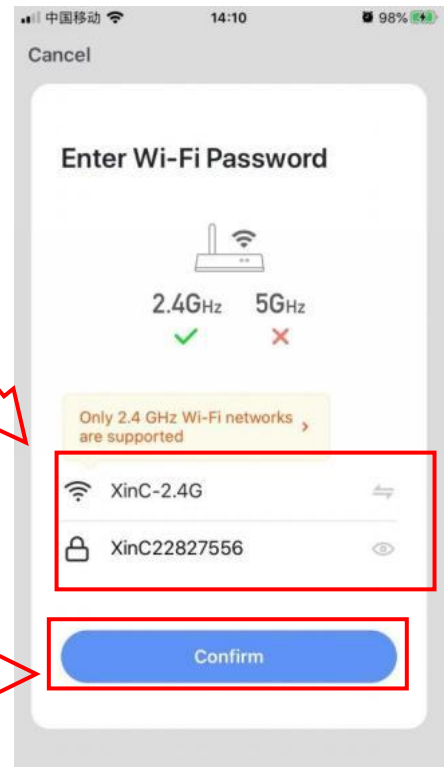 中国移动 14:10 98%
Cancel
Enter Wi-Fi Password
2.4GHz 5GHz
Only 2.4 GHz Wi-Fi networks
are supported
XinC-2.4G
XinC22827556
Confirm